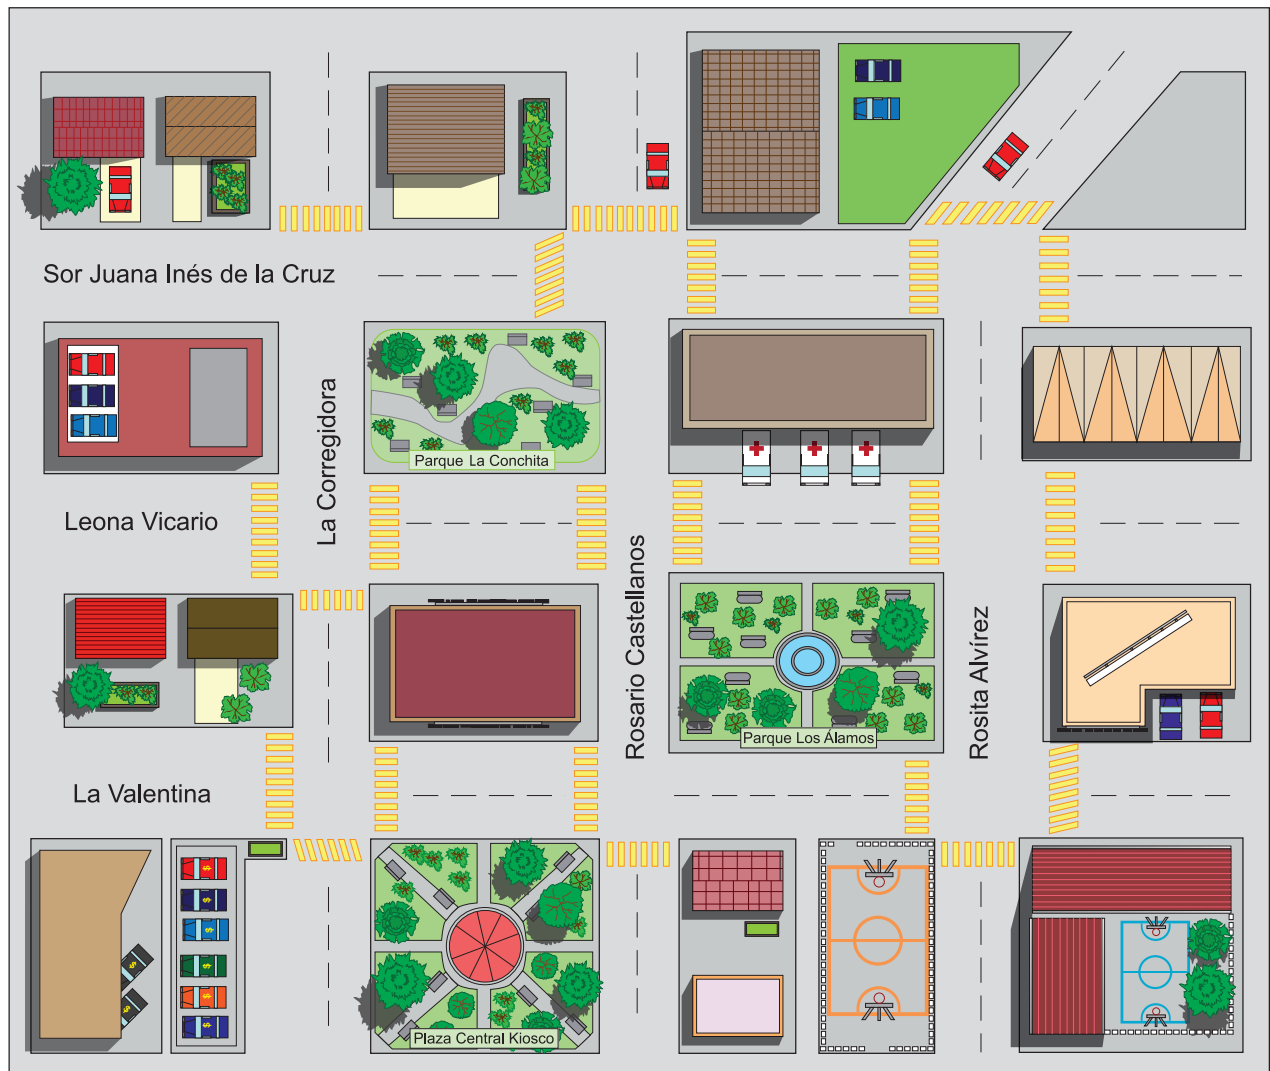 Sor Juana Inés de la Cruz
La Corregidora
Parque La Conchita
Leona Vicario
Rosario Castellanos
Rosita Alvírez
Parque Los Álamos
La Valentina
$
$
$
$
$
$
$
$
Plaza Central Kiosco